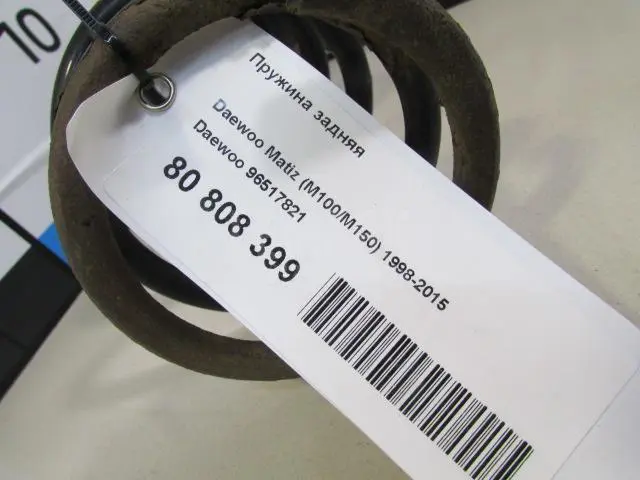 10
Пружина задняя
Daewoo Matiz (M100/M150) 1998-2015
Daewoo 96517821
80 808 399